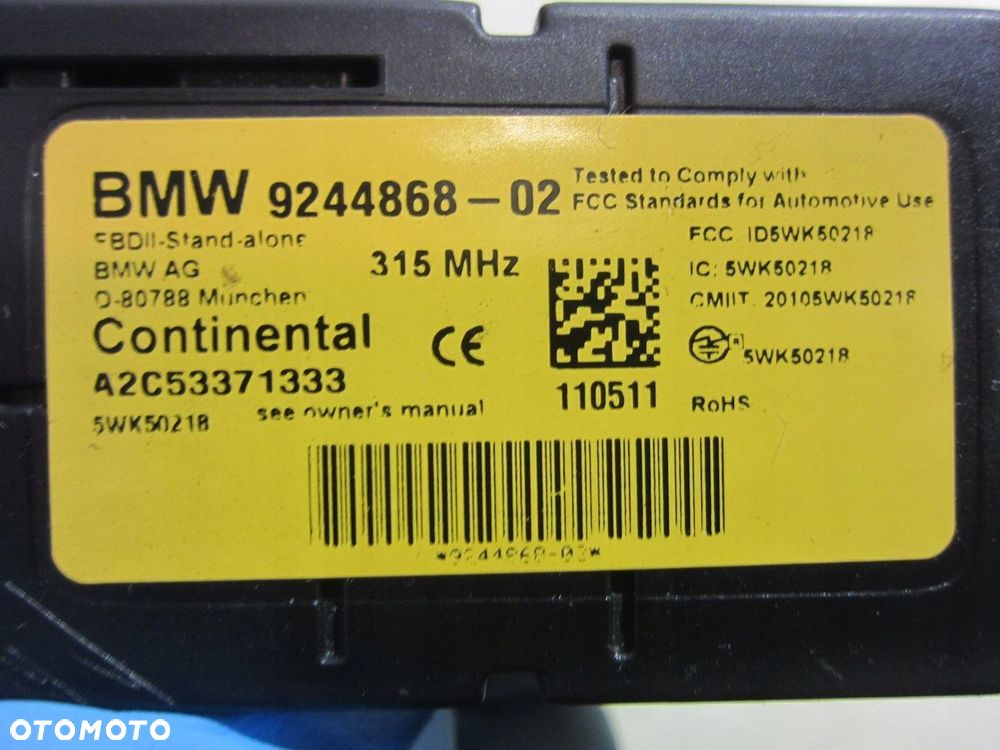 BMW 9244868-02
Tested to Comply with
FCC Standards for Automotive Use
FBDII-Stand-alone
BMW AG
D-80788 München
315 MHz
FCC ID5WK50218
IC: 5WK50218
CMIIT: 20105WK50218
5WK50218
Continental
CE
A2C53371333
5WK50218
see owner's manual
110511
RoHS
*9244868-02*
OTOMOTO